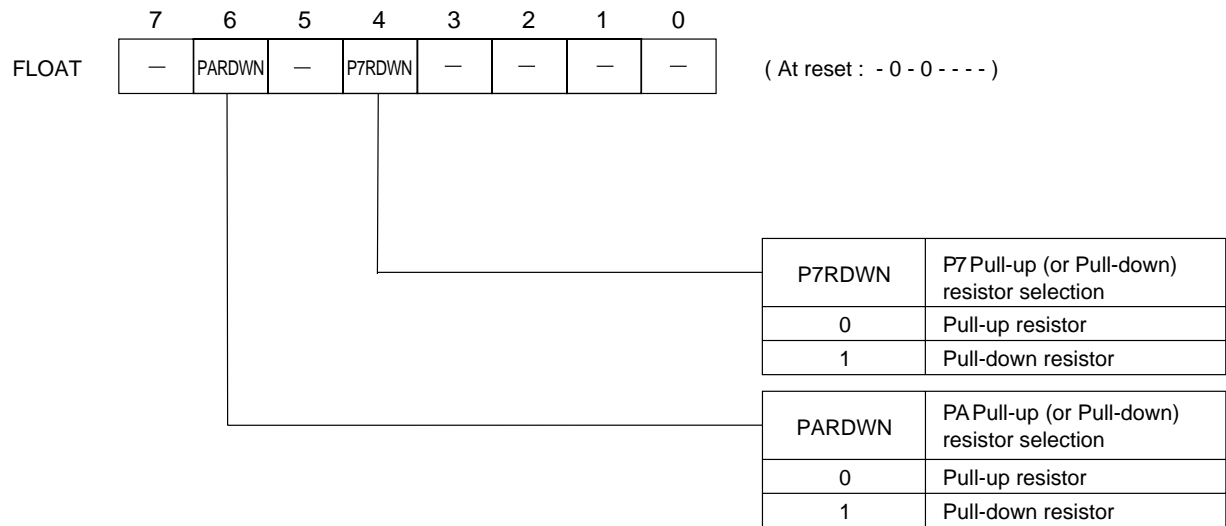 7 6 5 4 3 2 1 0
FLOAT — PARDWN — P7RDWN — — — — ( At reset : - 0 - 0 - - - - )
P7RDWN P7 Pull-up (or Pull-down)
resistor selection
0 Pull-up resistor
1 Pull-down resistor
PARDWN PA Pull-up (or Pull-down)
resistor selection
0 Pull-up resistor
1 Pull-down resistor